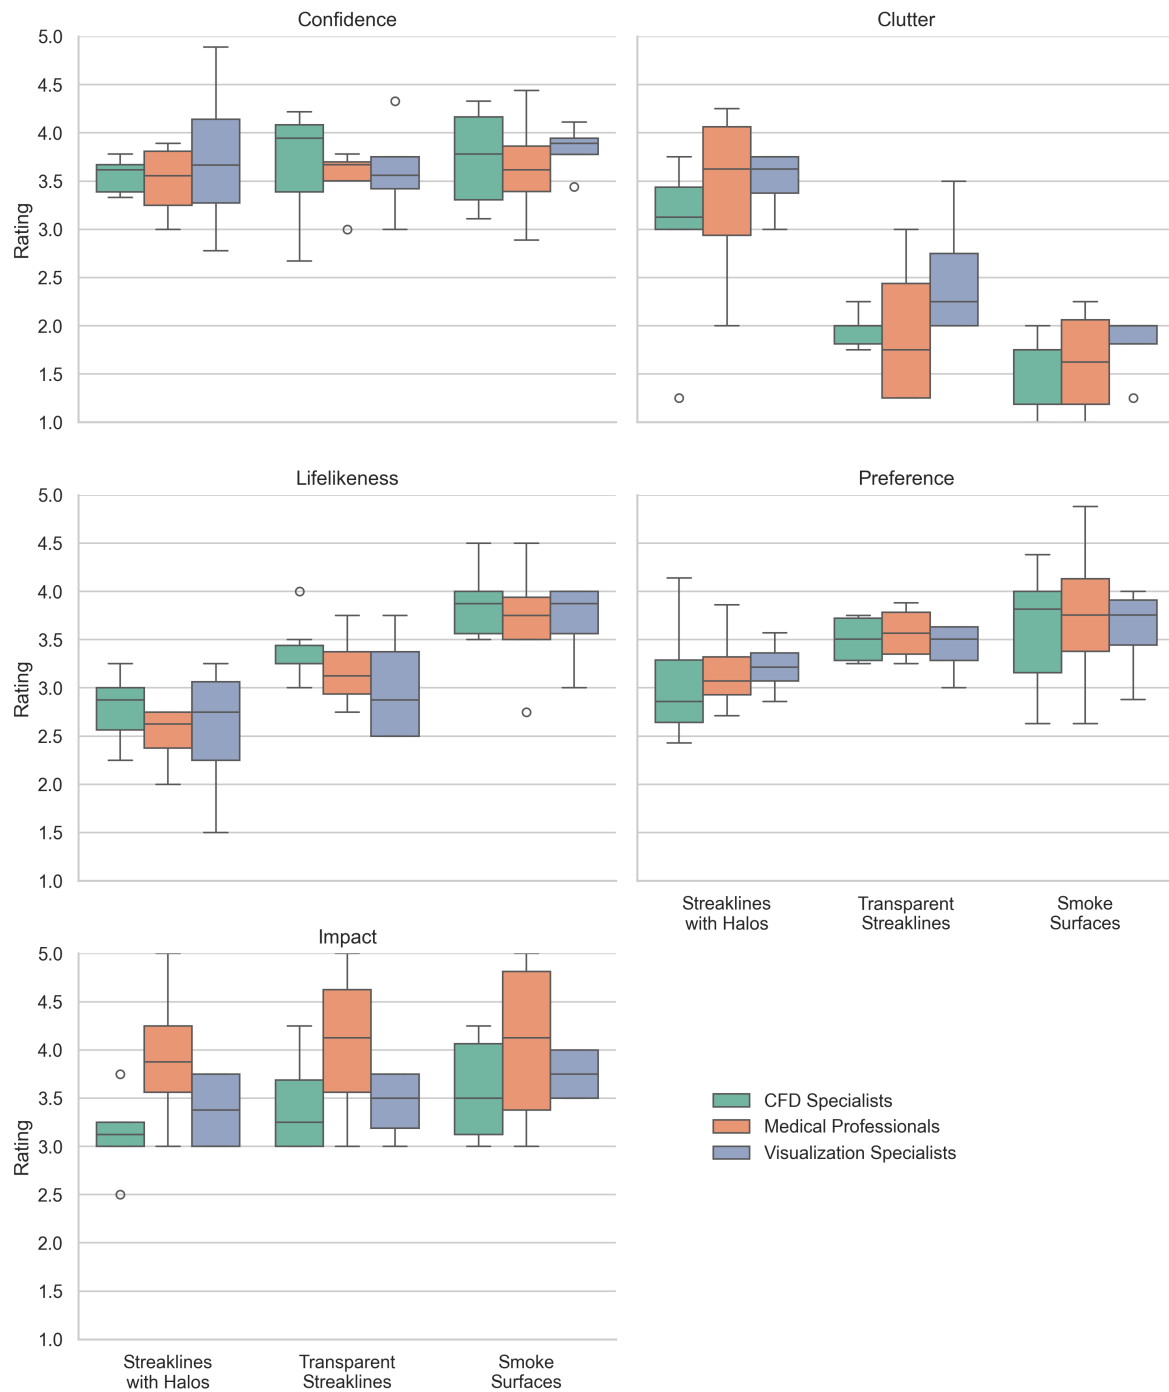 Confidence
Clutter
5.0
4.5
4.0
3.5
3.0
2.5
2.0
1.5
1.0
Rating
Lifelikeness
Preference
5.0
4.5
4.0
3.5
3.0
2.5
2.0
1.5
1.0
Rating
Streaklines
with Halos
Transparent
Streaklines
Smoke
Surfaces
Impact
5.0
4.5
4.0
3.5
3.0
2.5
2.0
1.5
1.0
Rating
Streaklines
with Halos
Transparent
Streaklines
Smoke
Surfaces
CFD Specialists
Medical Professionals
Visualization Specialists